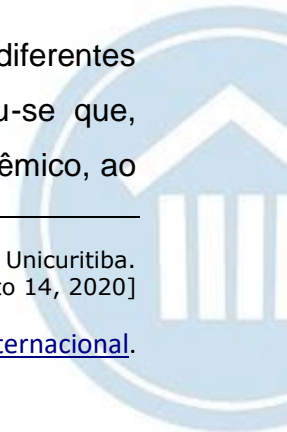 diferentes
u-se que,
êmico, ao
Unicuritiba.
to 14, 2020]
ternacional.